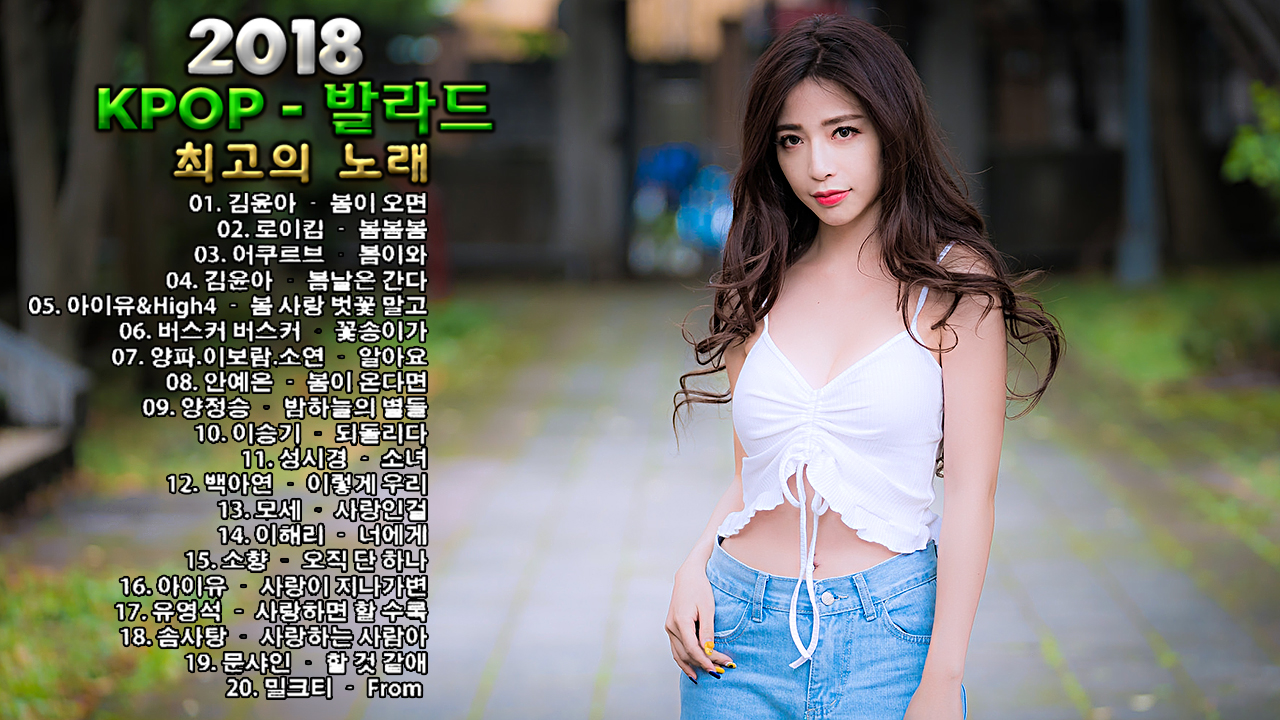 2018
KPOP - 발라드
최고의 노래
01. 김윤아 - 봄이 오면
02. 로이킴 - 봄봄봄
03. 어쿠르브 - 봄이와
04. 김윤아 - 봄날은 간다
05. 아이유&High4 - 봄 사랑 벚꽃 말고
06. 버스커 버스커 - 꽃송이가
07. 양파.이보람.소연 - 알아요
08. 안예은 - 봄이 온다면
09. 양정승 - 밤하늘의 별들
10. 이승기 - 되돌리다
11. 성시경 - 소녀
12. 백아연 - 이렇게 우리
13. 모세 - 사랑인걸
14. 이해리 - 너에게
15. 소향 - 오직 단 하나
16. 아이유 - 사랑이 지나가변
17. 유영석 - 사랑하면 할 수록
18. 솜사탕 - 사랑하는 사람아
19. 문샤인 - 할 것 같애
20. 밀크티 - From